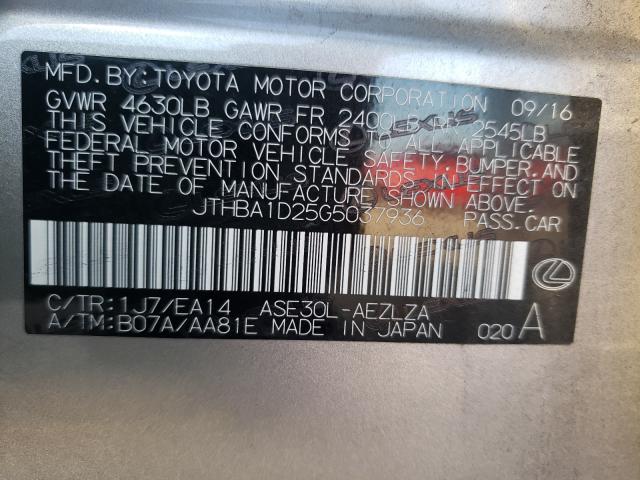 MFD. BY: TOYOTA MOTOR CORPORATION 09/16
GVWR 4630LB GAWR FR 2400LB RR 2545LB
THIS VEHICLE CONFORMS TO ALL APPLICABLE
FEDERAL MOTOR VEHICLE SAFETY, BUMPER, AND
THEFT PREVENTION STANDARDS IN EFFECT ON
THE DATE OF MANUFACTURE SHOWN ABOVE.
JTHBA1D25G5037936 PASS.CAR
C/TR: 1J7/EA14 ASE30L-AEZLZA
A/TM: B07A/AA81E MADE IN JAPAN 020 A